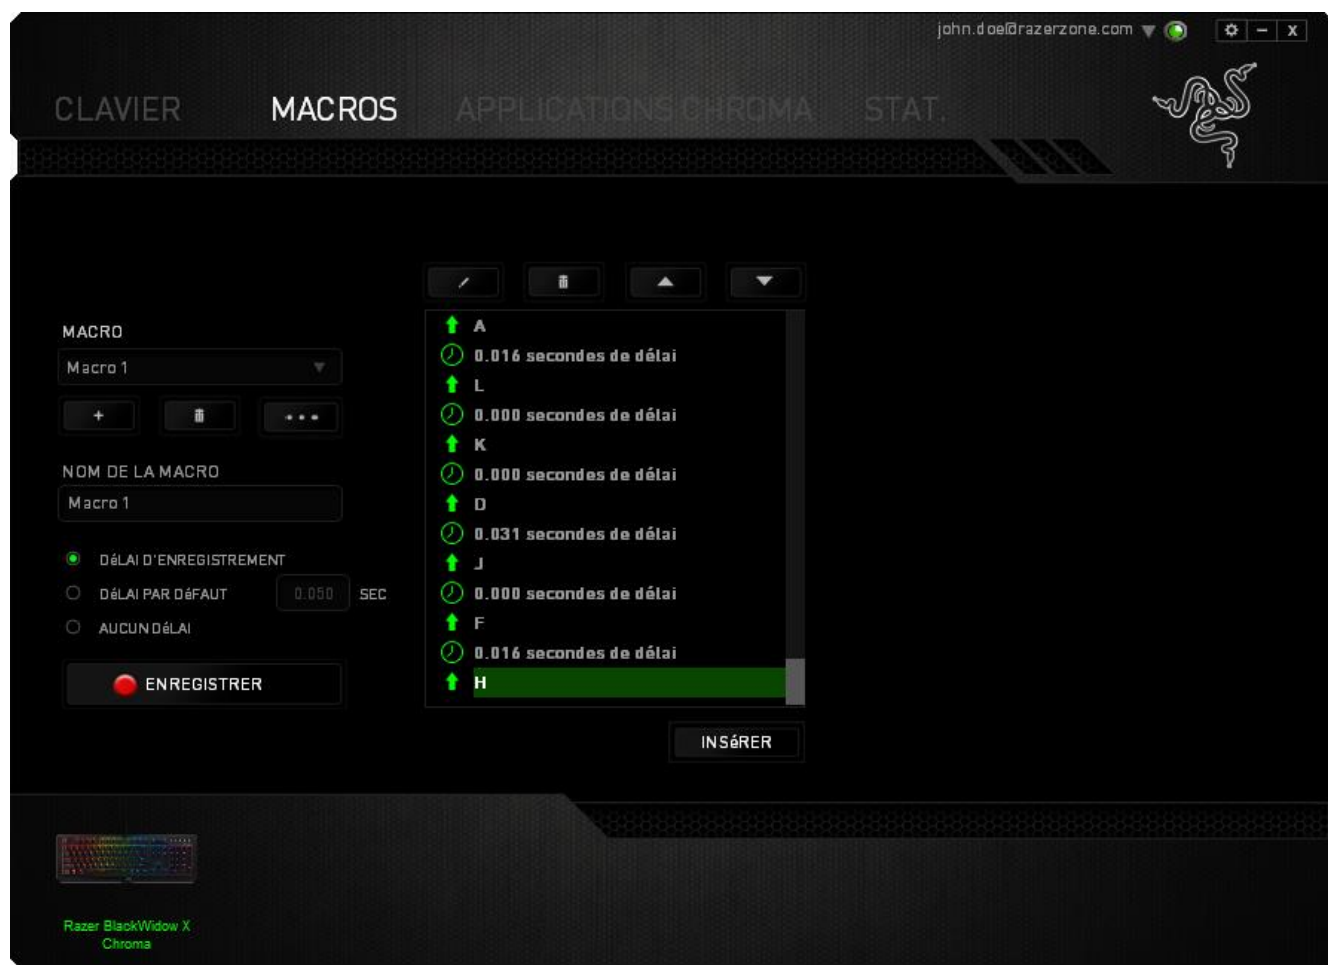 john.doe@razerzone.com
x
CLAVIER MACROS APPLICATIONS CHROMA STAT.
MACRO
Macro 1
NOM DE LA MACRO
Macro 1
DéLAI D'ENREGISTREMENT
DéLAI PAR DéFAUT 0.050 SEC
AUCUN DéLAI
ENREGISTRER
A
0.016 secondes de délai
L
0.000 secondes de délai
K
0.000 secondes de délai
D
0.031 secondes de délai
J
0.000 secondes de délai
F
0.016 secondes de délai
H
INSéRER
Razer BlackWidow X
Chroma